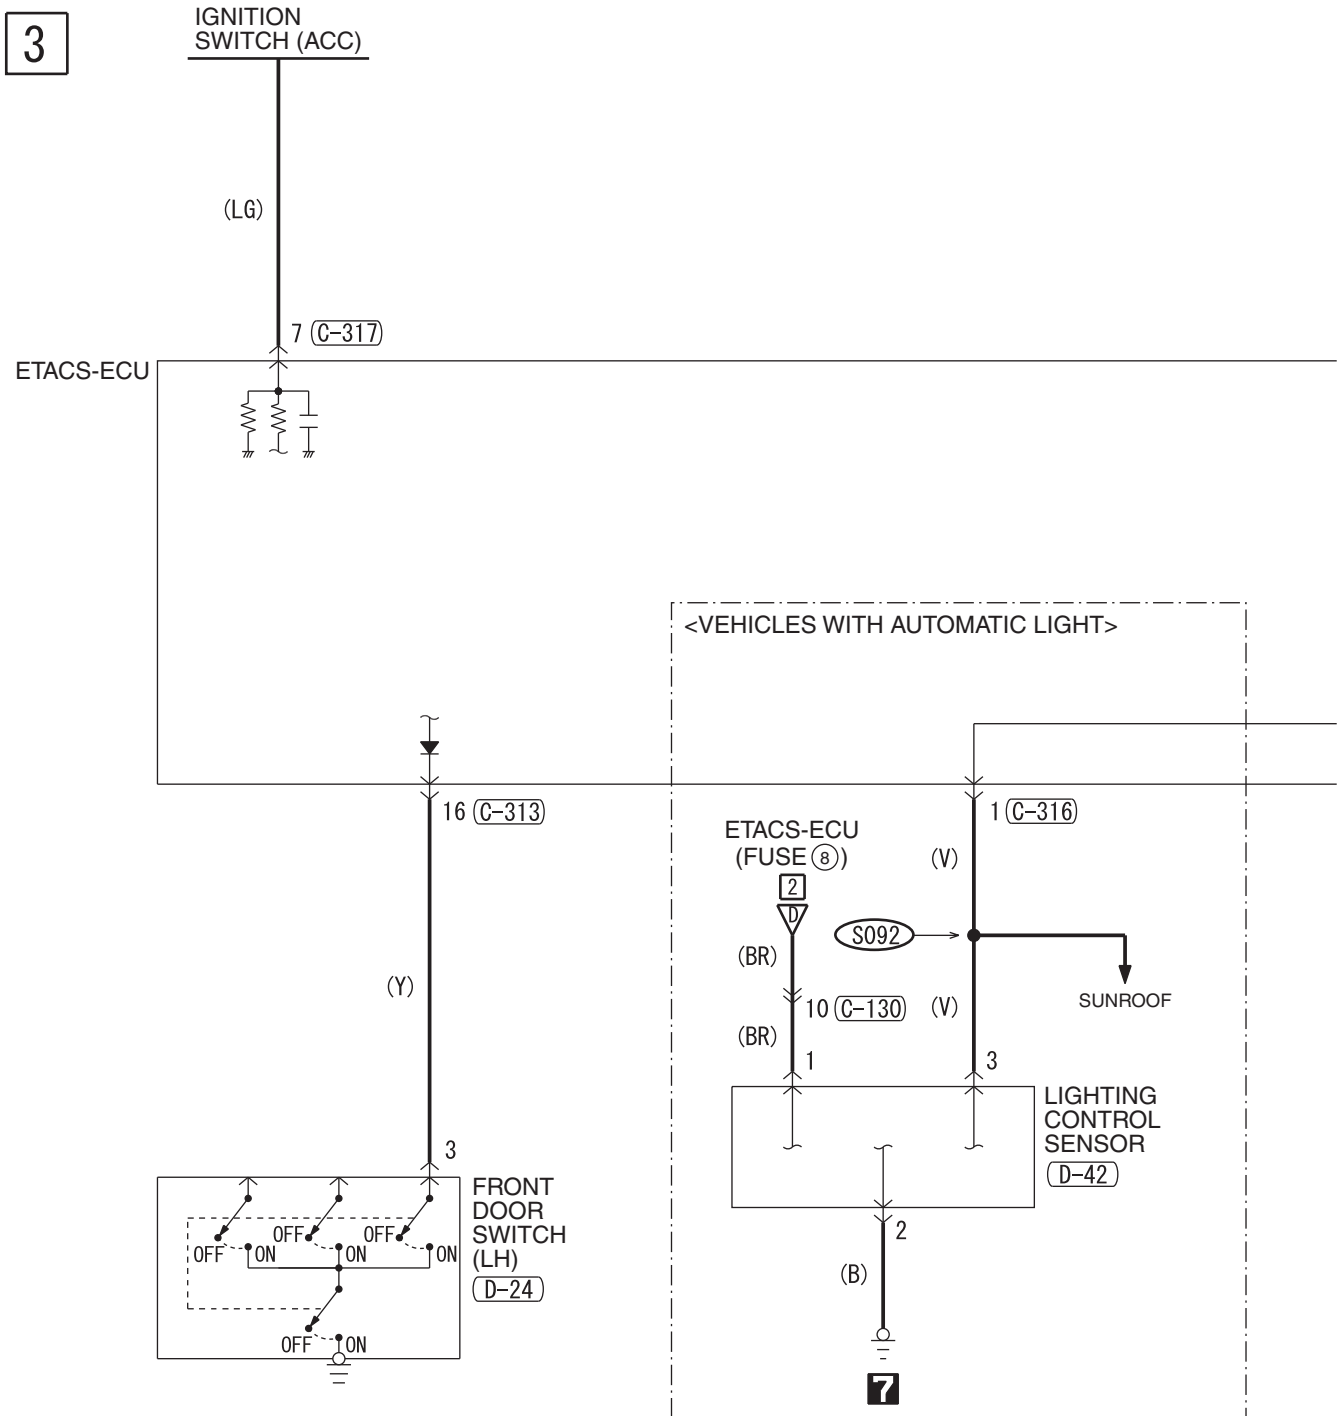 3
IGNITION
SWITCH (ACC)
(LG)
7 (C-317)
ETACS-ECU
<VEHICLES WITH AUTOMATIC LIGHT>
16 (C-313)
1 (C-316)
ETACS-ECU
(FUSE 8)
(V)
2
D
S092
(BR)
(Y)
SUNROOF
10 (C-130)
(V)
(BR)
1
3
LIGHTING
CONTROL
SENSOR
D-42
3
FRONT
DOOR
SWITCH
(LH)
D-24
OFF
ON
OFF
ON
OFF
ON
2
(B)
OFF
ON
7